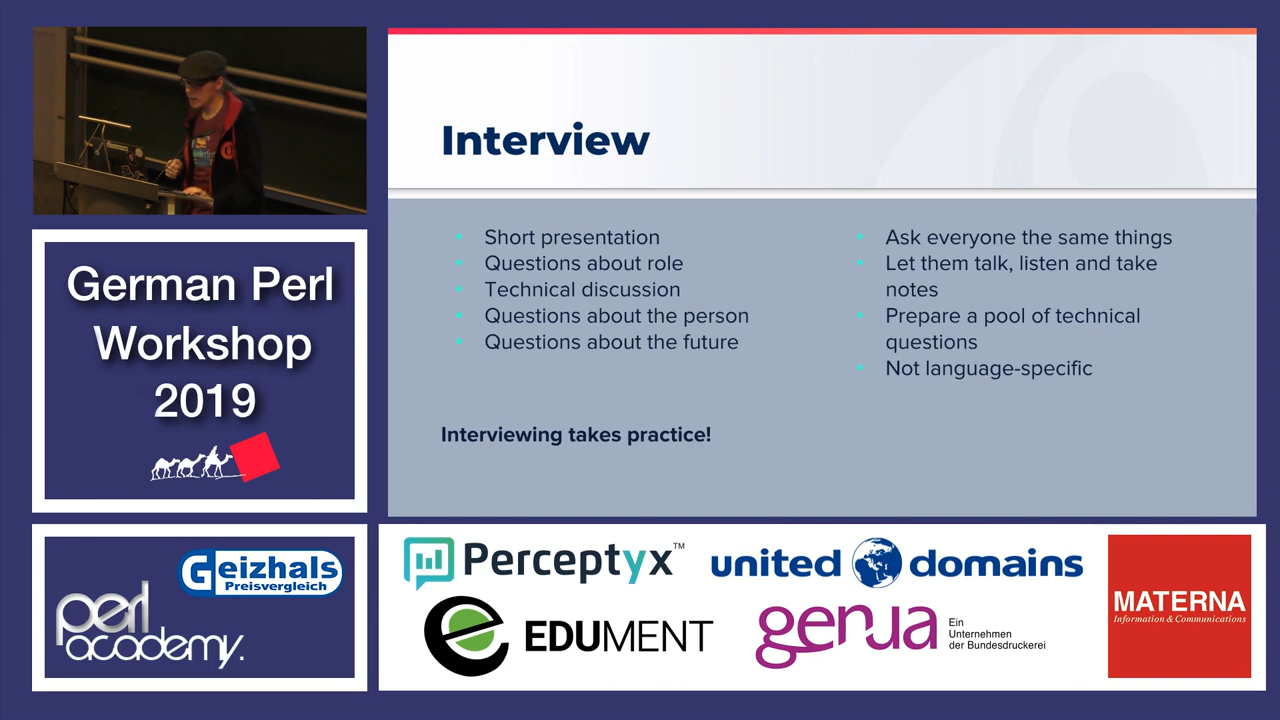 Interview
Short presentation
Questions about role
Technical discussion
Questions about the person
Questions about the future
Ask everyone the same things
Let them talk, listen and take
notes
Prepare a pool of technical
questions
Not language-specific
Interviewing takes practice!
German Perl
Workshop
2019
Geizhals
Preisvergleich
perl
academy.
Perceptyx™
united domains
EDUMENT
genua
Ein
Unternehmen
der Bundesdruckerei
MATERNA
Information & Communications